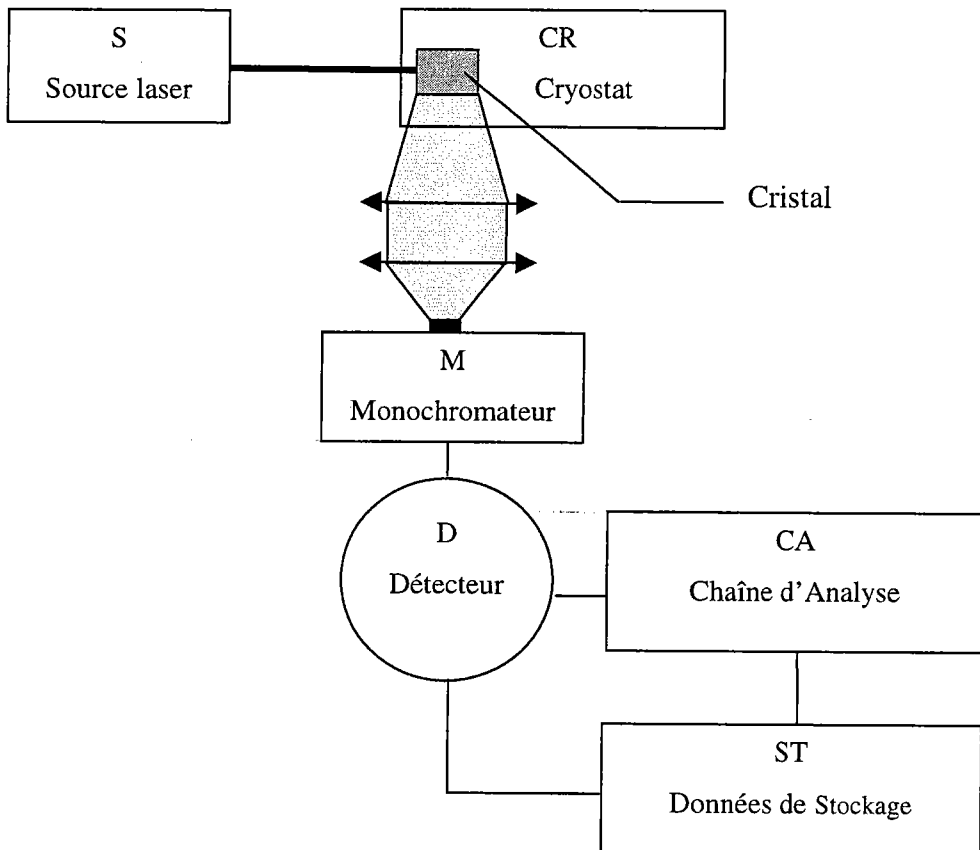 S
Source laser
CR
Cryostat
Cristal
M
Monochromateur
D
Détecteur
CA
Chaîne d'Analyse
ST
Données de Stockage